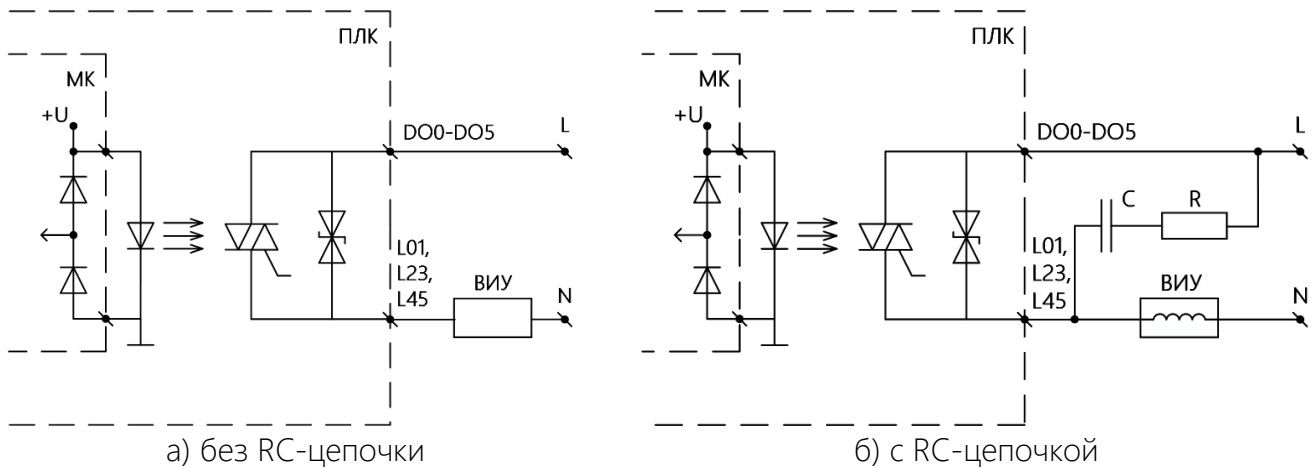 ПЛК
МК
+U
DO0-DO5
L
L01,
L23,
L45
ВИУ
N
а) без RC-цепочки
ПЛК
МК
+U
DO0-DO5
L
C
R
L01,
L23,
L45
ВИУ
N
б) с RC-цепочкой